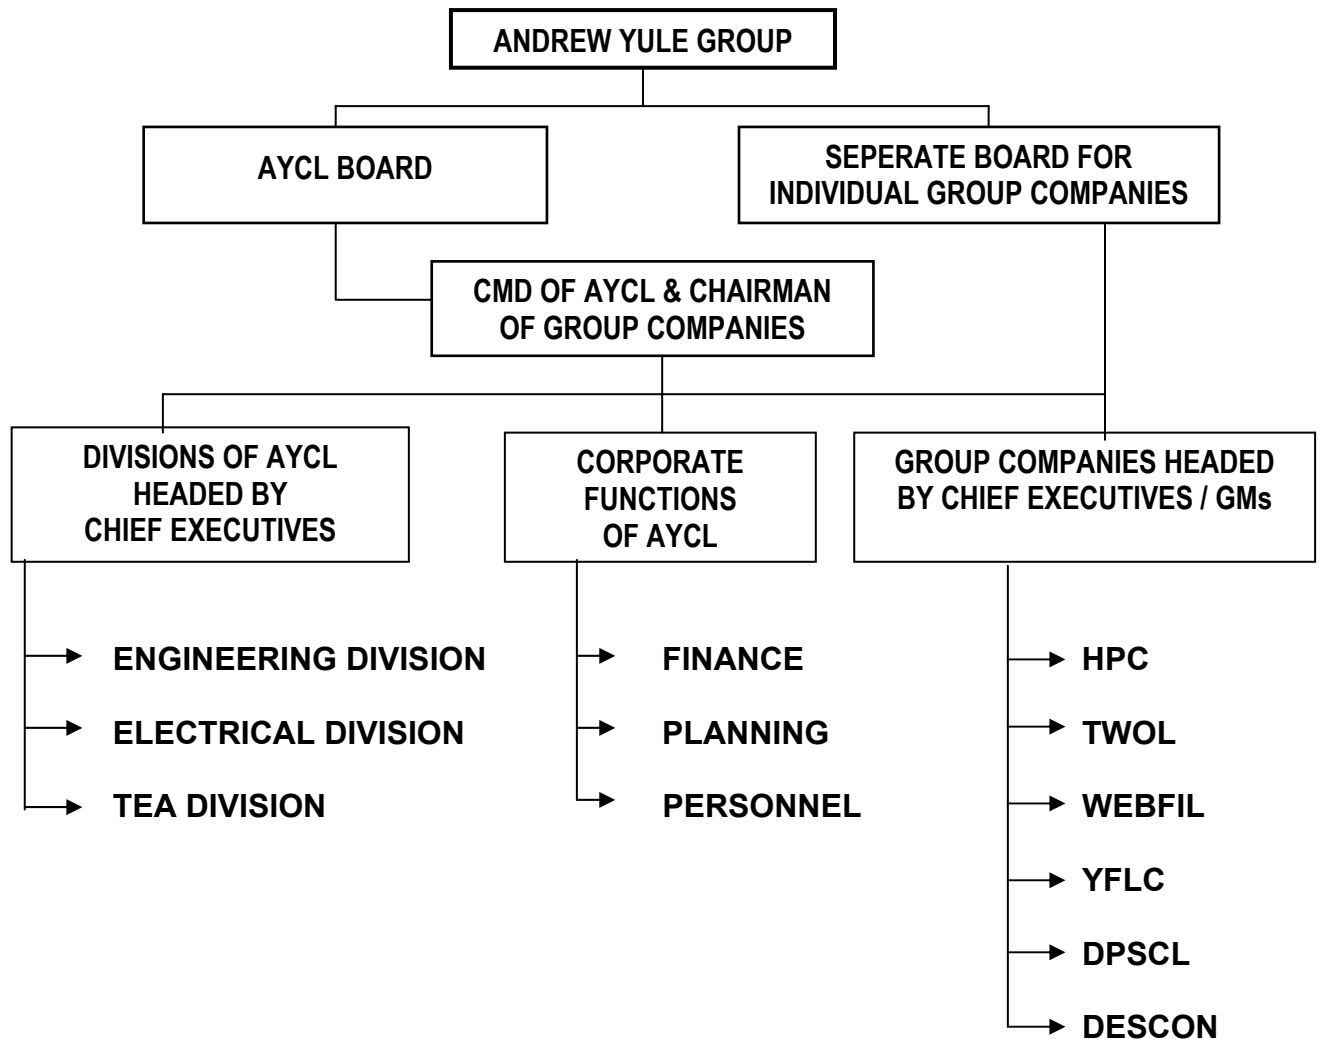 ANDREW YULE GROUP
AYCL BOARD
SEPERATE BOARD FOR
INDIVIDUAL GROUP COMPANIES
CMD OF AYCL & CHAIRMAN
OF GROUP COMPANIES
DIVISIONS OF AYCL
HEADED BY
CHIEF EXECUTIVES
CORPORATE
FUNCTIONS
OF AYCL
GROUP COMPANIES HEADED
BY CHIEF EXECUTIVES / GMs
ENGINEERING DIVISION
ELECTRICAL DIVISION
TEA DIVISION
FINANCE
PLANNING
PERSONNEL
HPC
TWOL
WEBFIL
YFLC
DPSCL
DESCON